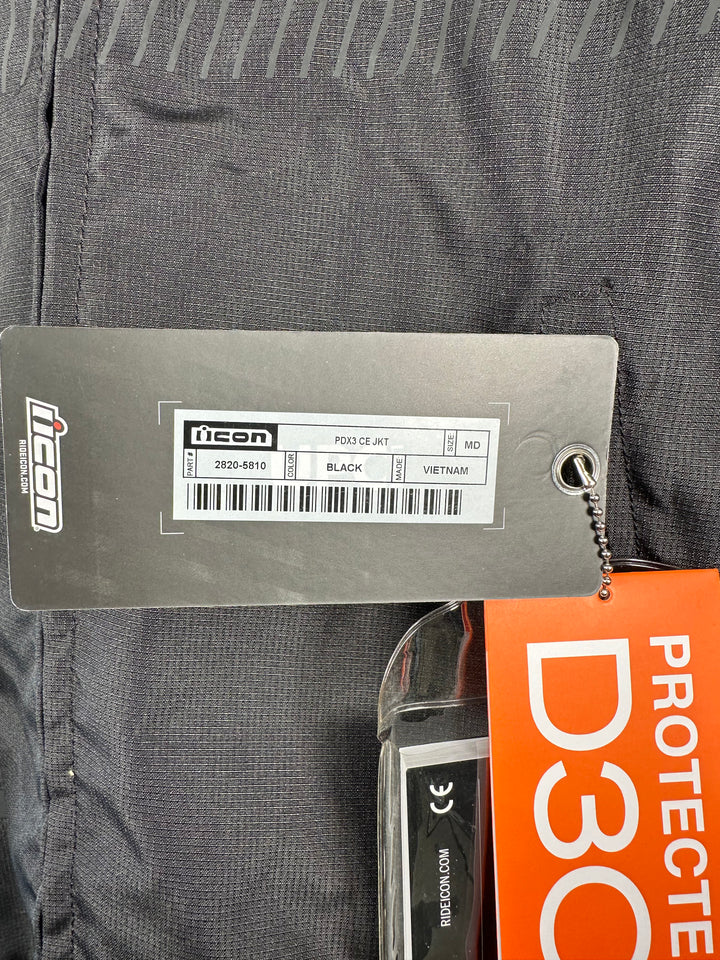 icon
RIDEICON.COM
icon
PDX3 CE JKT
SIZE
MD
PART#
2820-5810
COLOR
BLACK
MADE
VIETNAM
PROTECTE
D3O
CE
RIDEICON.COM